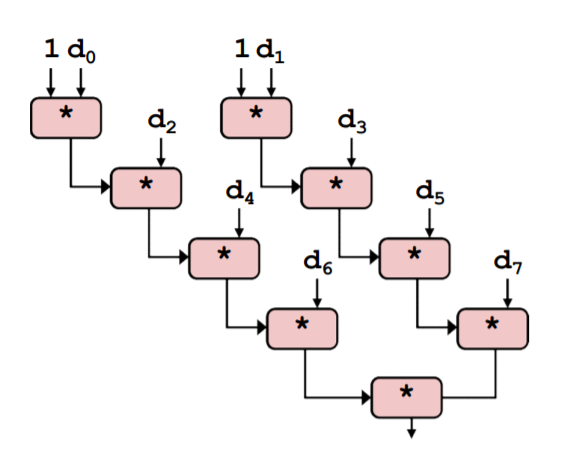 1 d₀ 1 d₁
* *
d₂ d₃
* *
d₄ d₅
* *
d₆ d₇
* *
*